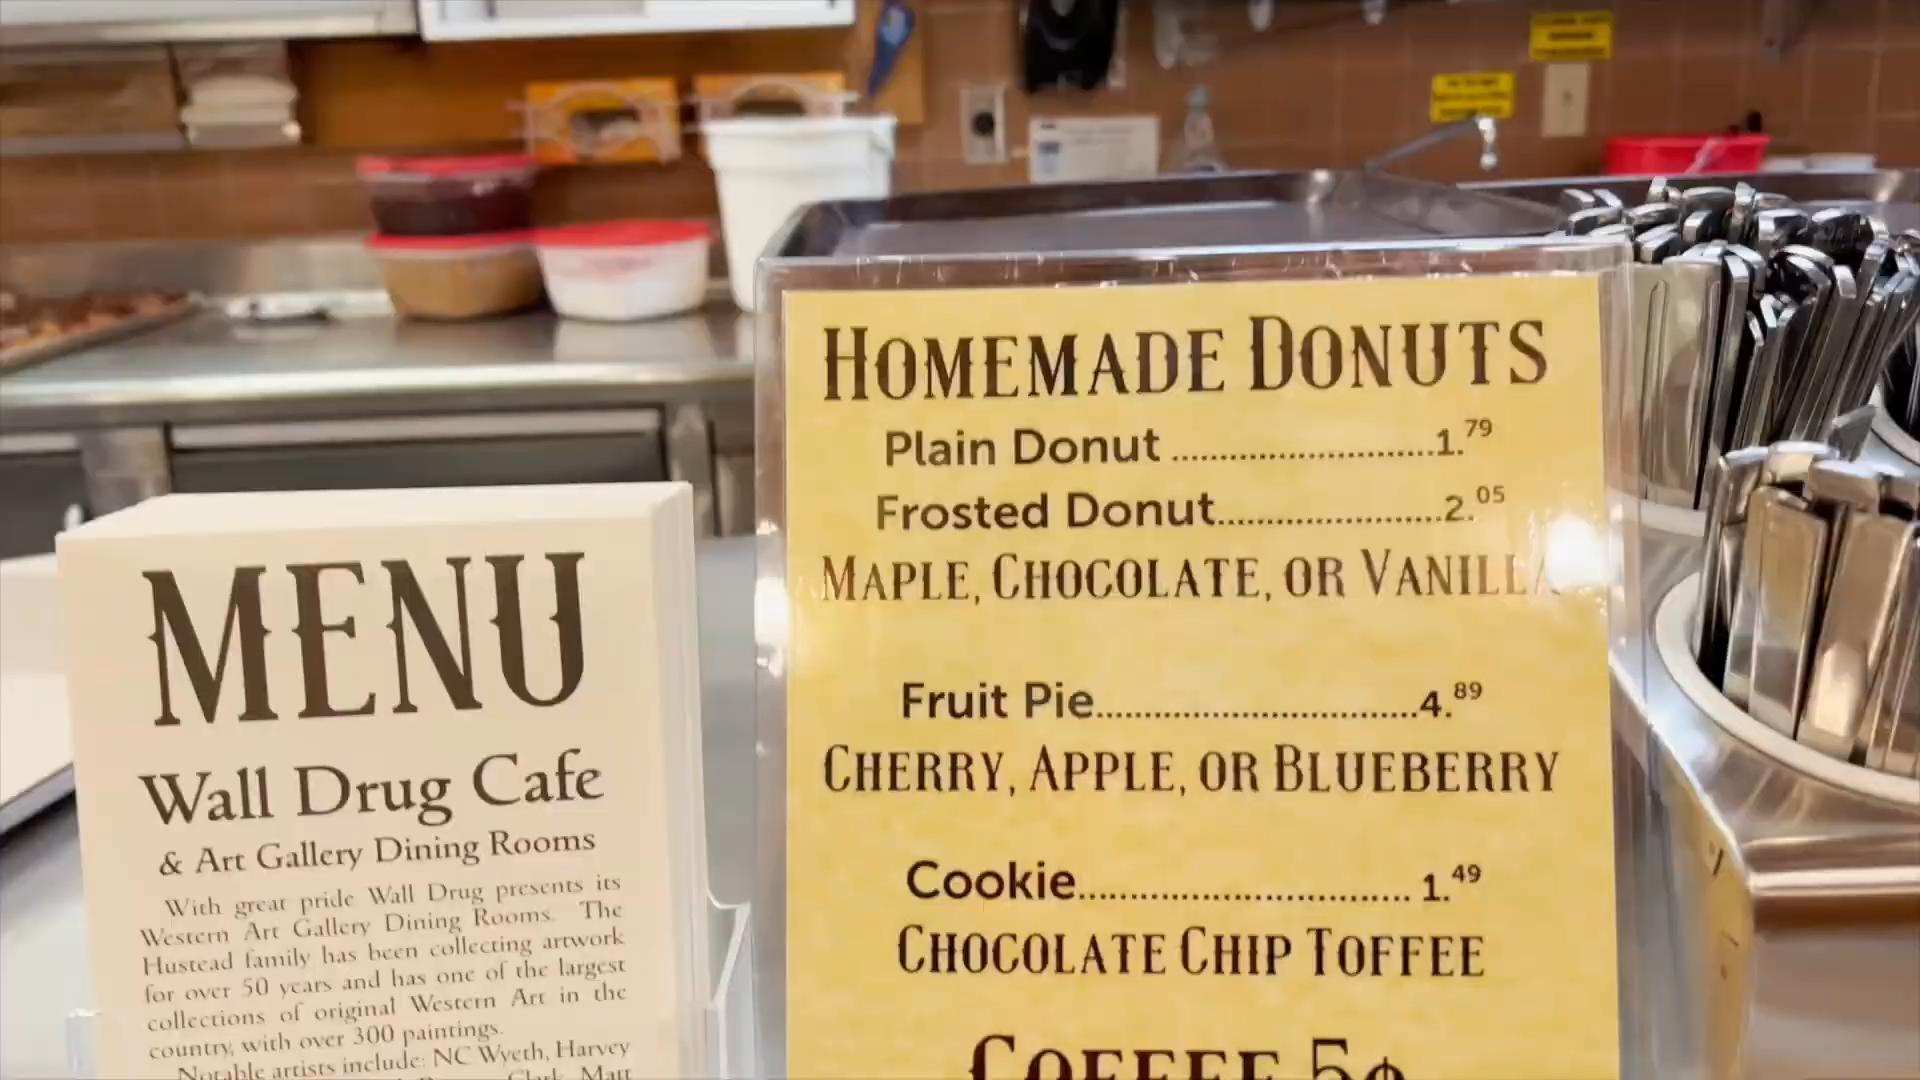 MENU
Wall Drug Cafe
& Art Gallery Dining Rooms
With great pride Wall Drug presents its
Western Art Gallery Dining Rooms. The
Hustead family has been collecting artwork
for over 50 years and has one of the largest
collections of original Western Art in the
country, with over 300 paintings.
Notable artists include: NC Wyeth, Harvey
Clark, Matt
HOMEMADE DONUTS
Plain Donut ..............................1.79
Frosted Donut.........................2.05
MAPLE, CHOCOLATE, OR VANILLA
Fruit Pie....................................4.89
CHERRY, APPLE, OR BLUEBERRY
Cookie..................................... 1.49
CHOCOLATE CHIP TOFFEE
COFFEE 5¢